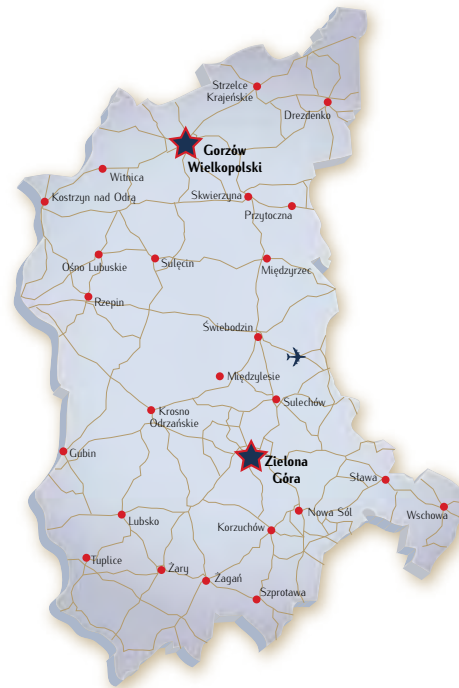 Strzelce
Krajeńskie
Drezdenko
Gorzów
Wielkopolski
Witnica
Skwierzyna
Kostrzyn nad Odrą
Przytoczna
Ośno Lubuskie
Sulęcin
Międzyrzec
Rzepin
Świebodzin
Międzylesie
Sulechów
Krosno
Odrzańskie
Gubin
Zielona
Góra
Sława
Wschowa
Lubsko
Nowa Sól
Korzuchów
Tuplice
Żary
Żagań
Szprotawa